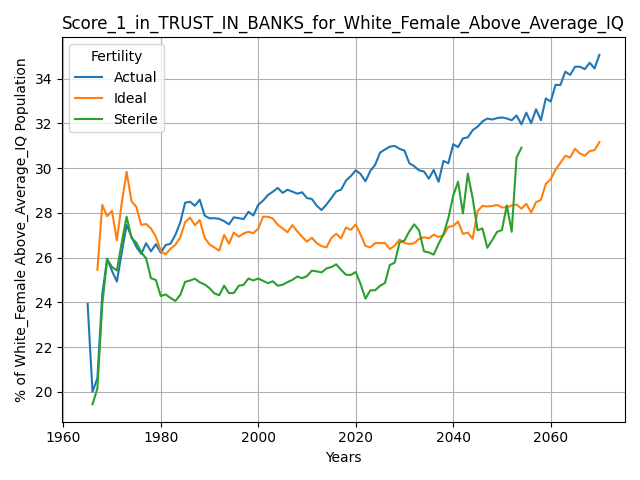 Score_1_in_TRUST_IN_BANKS_for_White_Female_Above_Average_IQ
% of White_Female Above_Average_IQ Population
34
32
30
28
26
24
22
20
Fertility
Actual
Ideal
Sterile
1960 1980 2000 2020 2040 2060
Years